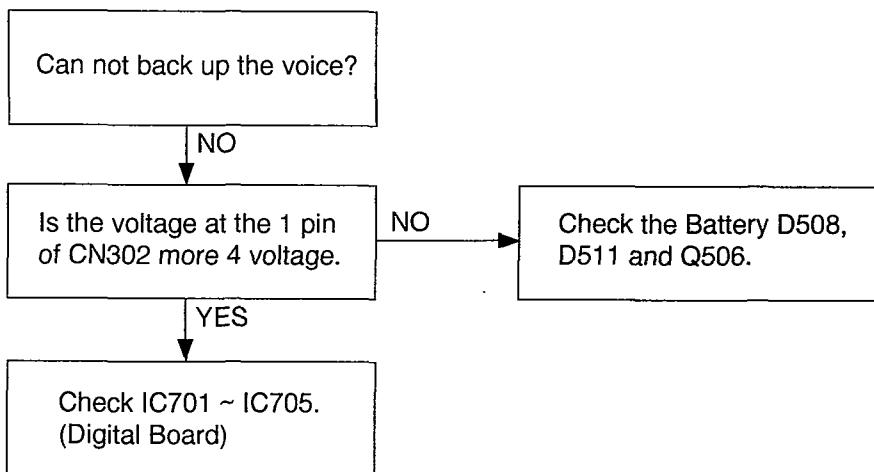 Can not back up the voice?
NO
Is the voltage at the 1 pin
of CN302 more 4 voltage.
NO
Check the Battery D508,
D511 and Q506.
YES
Check IC701 ~ IC705.
(Digital Board)